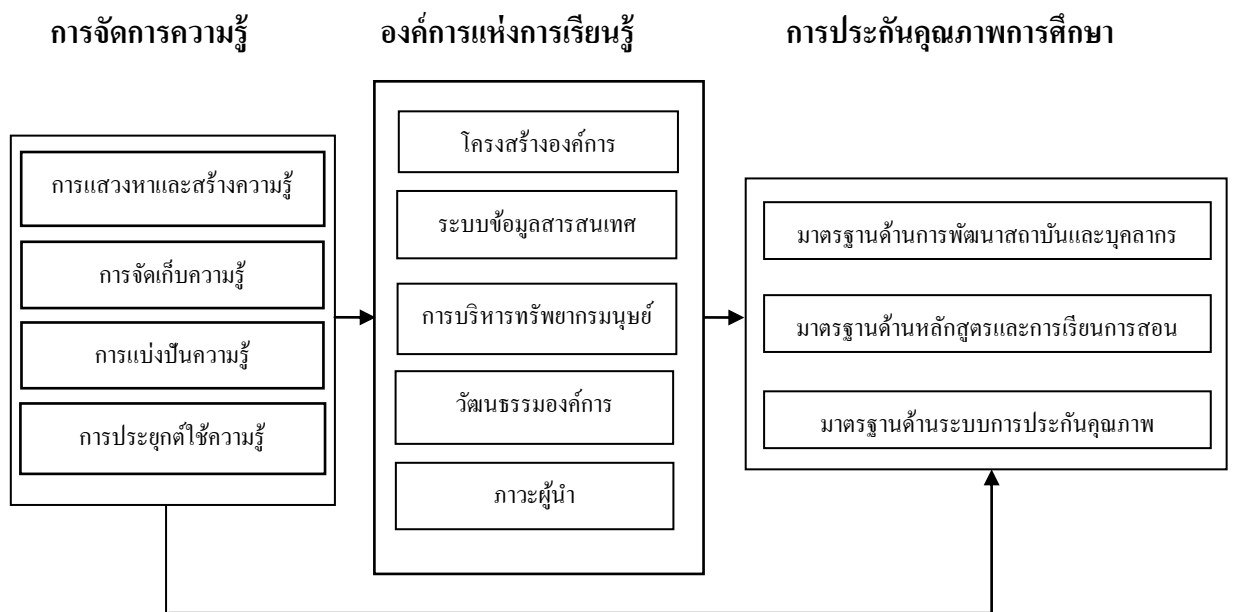 การจัดการความรู้
องค์การแห่งการเรียนรู้
การประกันคุณภาพการศึกษา
การแสวงหาและสร้างความรู้
การจัดเก็บความรู้
การแบ่งปันความรู้
การประยุกต์ใช้ความรู้
โครงสร้างองค์การ
ระบบข้อมูลสารสนเทศ
การบริหารทรัพยากรมนุษย์
วัฒนธรรมองค์การ
ภาวะผู้นำ
มาตรฐานด้านการพัฒนาสถาบันและบุคลากร
มาตรฐานด้านหลักสูตรและการเรียนการสอน
มาตรฐานด้านระบบการประกันคุณภาพ